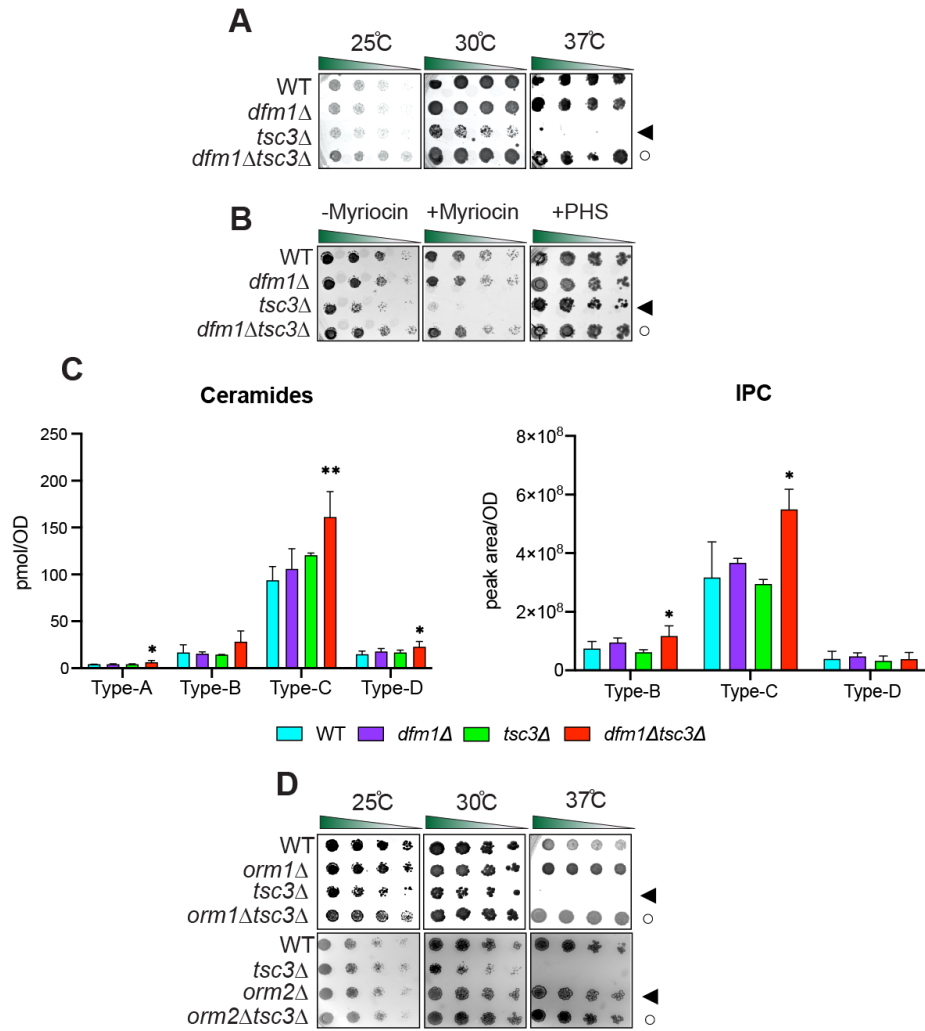 A
25°C 30°C 37°C
WT
dfm1Δ
tsc3Δ
dfm1Δtsc3Δ
B
-Myriocin +Myriocin +PHS
WT
dfm1Δ
tsc3Δ
dfm1Δtsc3Δ
C
Ceramides
250
200
150
100
50
0
pmol/OD
*
**
*
Type-A Type-B Type-C Type-D
IPC
8×10⁸
6×10⁸
4×10⁸
2×10⁸
0
peak area/OD
*
*
Type-B Type-C Type-D
WT dfm1Δ tsc3Δ dfm1Δtsc3Δ
D
25°C 30°C 37°C
WT
orm1Δ
tsc3Δ
orm1Δtsc3Δ
WT
tsc3Δ
orm2Δ
orm2Δtsc3Δ